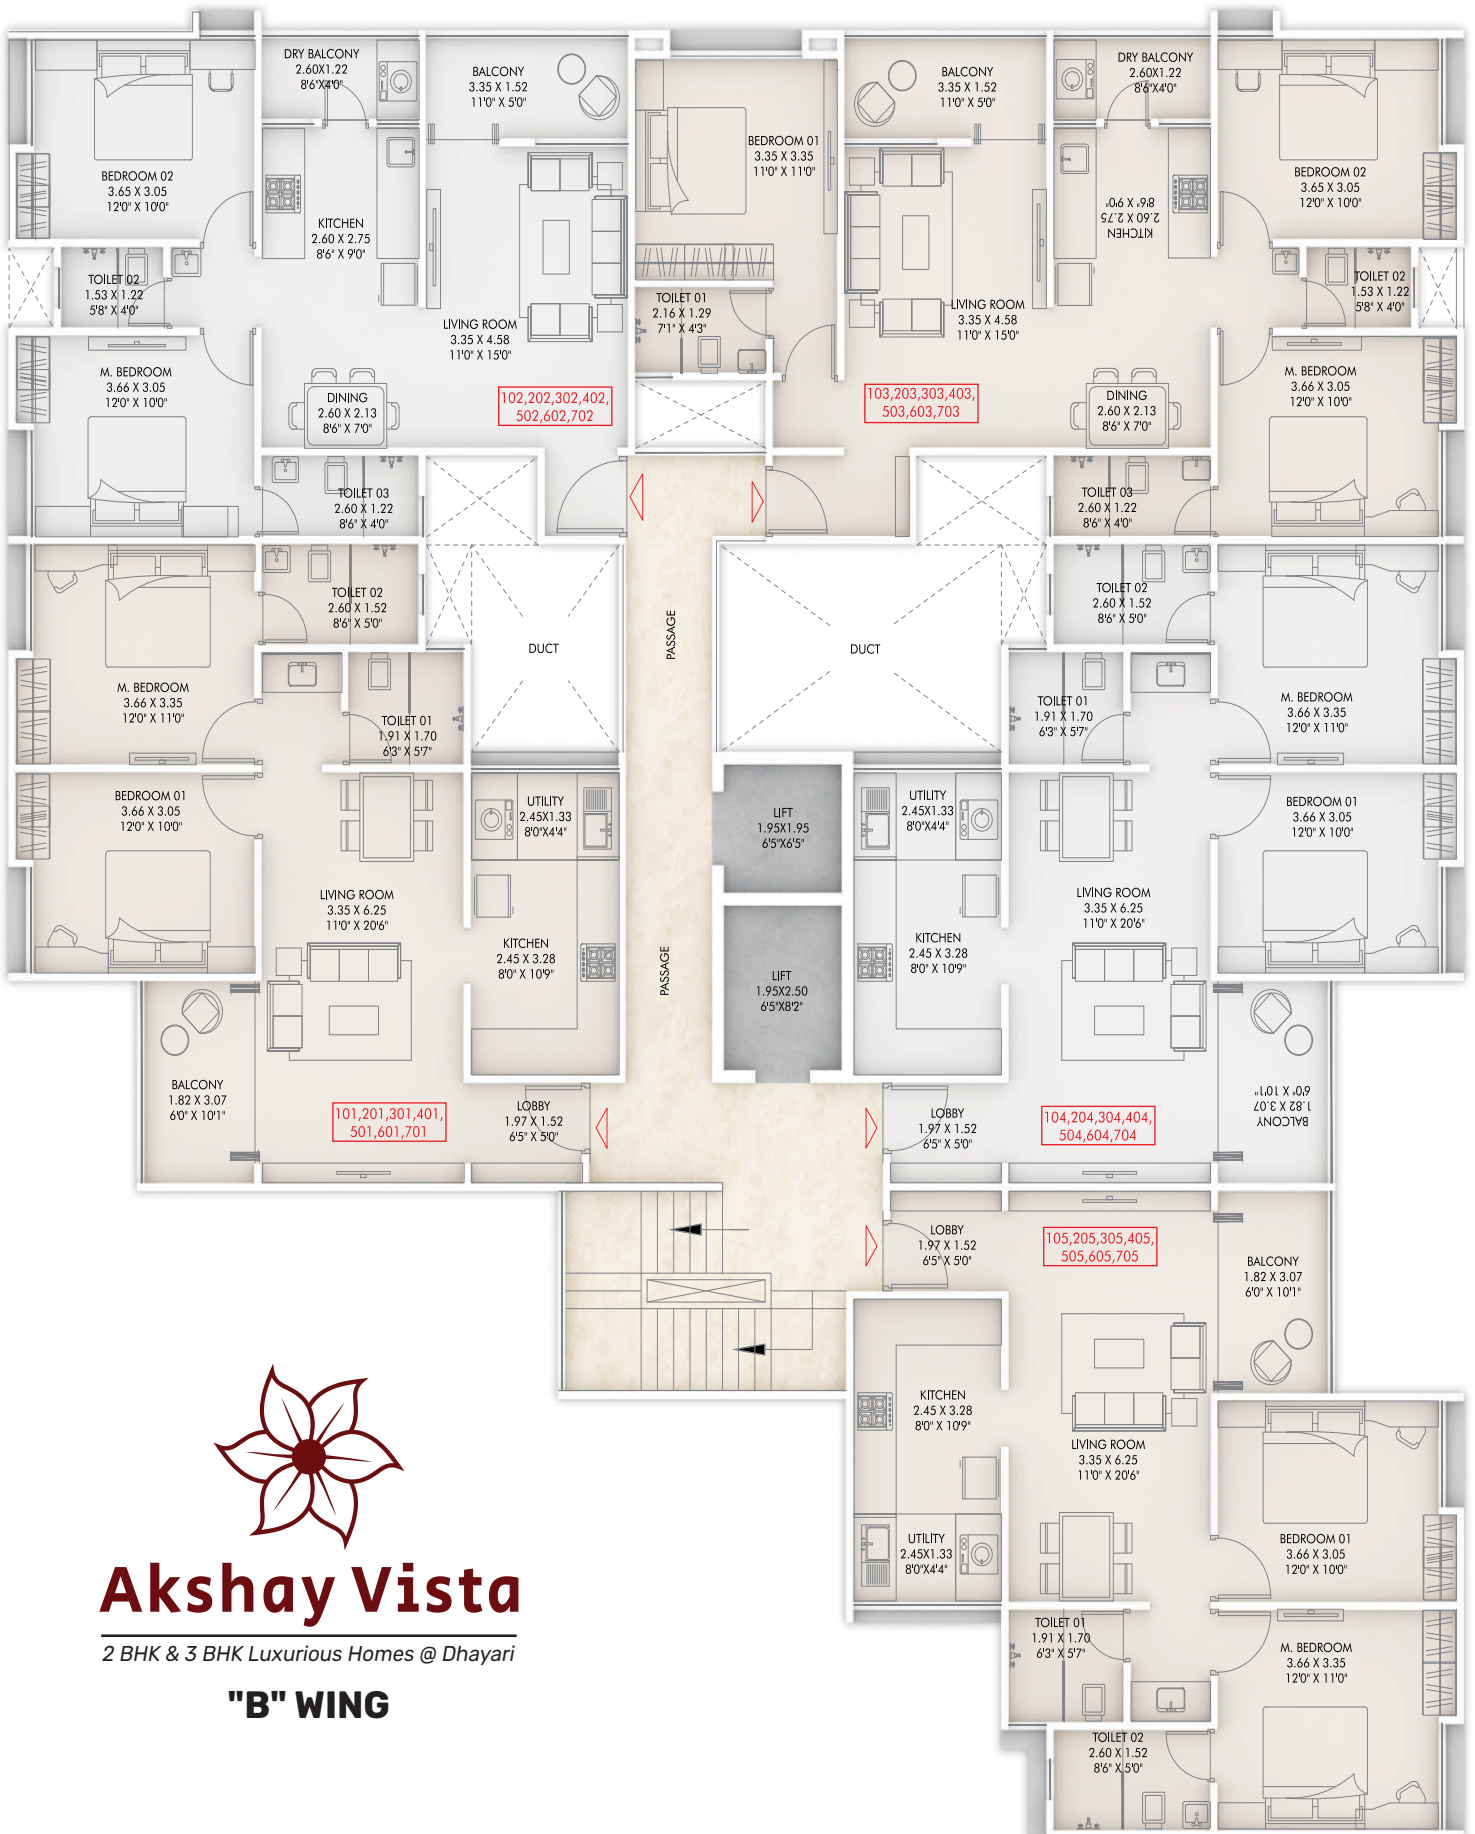 DRY BALCONY
2.60X1.22
8'6"X4'0"
BALCONY
3.35 X 1.52
11'0" X 5'0"
BALCONY
3.35 X 1.52
11'0" X 5'0"
DRY BALCONY
2.60X1.22
8'6"X4'0"
BEDROOM 02
3.65 X 3.05
12'0" X 10'0"
KITCHEN
2.60 X 2.75
8'6" X 9'0"
BEDROOM 01
3.35 X 3.35
11'0" X 11'0"
KITCHEN
2.60 X 2.75
8'6" X 9'0"
BEDROOM 02
3.65 X 3.05
12'0" X 10'0"
TOILET 02
1.53 X 1.22
5'8" X 4'0"
LIVING ROOM
3.35 X 4.58
11'0" X 15'0"
TOILET 01
2.16 X 1.29
7'1" X 4'3"
LIVING ROOM
3.35 X 4.58
11'0" X 15'0"
TOILET 02
1.53 X 1.22
5'8" X 4'0"
M. BEDROOM
3.66 X 3.05
12'0" X 10'0"
DINING
2.60 X 2.13
8'6" X 7'0"
102,202,302,402,
502,602,702
103,203,303,403,
503,603,703
DINING
2.60 X 2.13
8'6" X 7'0"
M. BEDROOM
3.66 X 3.05
12'0" X 10'0"
TOILET 03
2.60 X 1.22
8'6" X 4'0"
TOILET 03
2.60 X 1.22
8'6" X 4'0"
TOILET 02
2.60 X 1.52
8'6" X 5'0"
DUCT
PASSAGE
DUCT
TOILET 02
2.60 X 1.52
8'6" X 5'0"
M. BEDROOM
3.66 X 3.35
12'0" X 11'0"
TOILET 01
1.91 X 1.70
6'3" X 5'7"
TOILET 01
1.91 X 1.70
6'3" X 5'7"
M. BEDROOM
3.66 X 3.35
12'0" X 11'0"
BEDROOM 01
3.66 X 3.05
12'0" X 10'0"
UTILITY
2.45X1.33
8'0"X4'4"
LIFT
1.95X1.95
6'5"X6'5"
UTILITY
2.45X1.33
8'0"X4'4"
BEDROOM 01
3.66 X 3.05
12'0" X 10'0"
LIVING ROOM
3.35 X 6.25
11'0" X 20'6"
KITCHEN
2.45 X 3.28
8'0" X 10'9"
PASSAGE
LIFT
1.95X2.50
6'5"X8'2"
KITCHEN
2.45 X 3.28
8'0" X 10'9"
LIVING ROOM
3.35 X 6.25
11'0" X 20'6"
BALCONY
1.82 X 3.07
6'0" X 10'1"
101,201,301,401,
501,601,701
LOBBY
1.97 X 1.52
6'5" X 5'0"
LOBBY
1.97 X 1.52
6'5" X 5'0"
104,204,304,404,
504,604,704
BALCONY
1.82 X 3.07
6'0" X 10'1"
LOBBY
1.97 X 1.52
6'5" X 5'0"
105,205,305,405,
505,605,705
BALCONY
1.82 X 3.07
6'0" X 10'1"
KITCHEN
2.45 X 3.28
8'0" X 10'9"
LIVING ROOM
3.35 X 6.25
11'0" X 20'6"
UTILITY
2.45X1.33
8'0"X4'4"
BEDROOM 01
3.66 X 3.05
12'0" X 10'0"
TOILET 01
1.91 X 1.70
6'3" X 5'7"
M. BEDROOM
3.66 X 3.35
12'0" X 11'0"
TOILET 02
2.60 X 1.52
8'6" X 5'0"
Akshay Vista
2 BHK & 3 BHK Luxurious Homes @ Dhayari
"B" WING